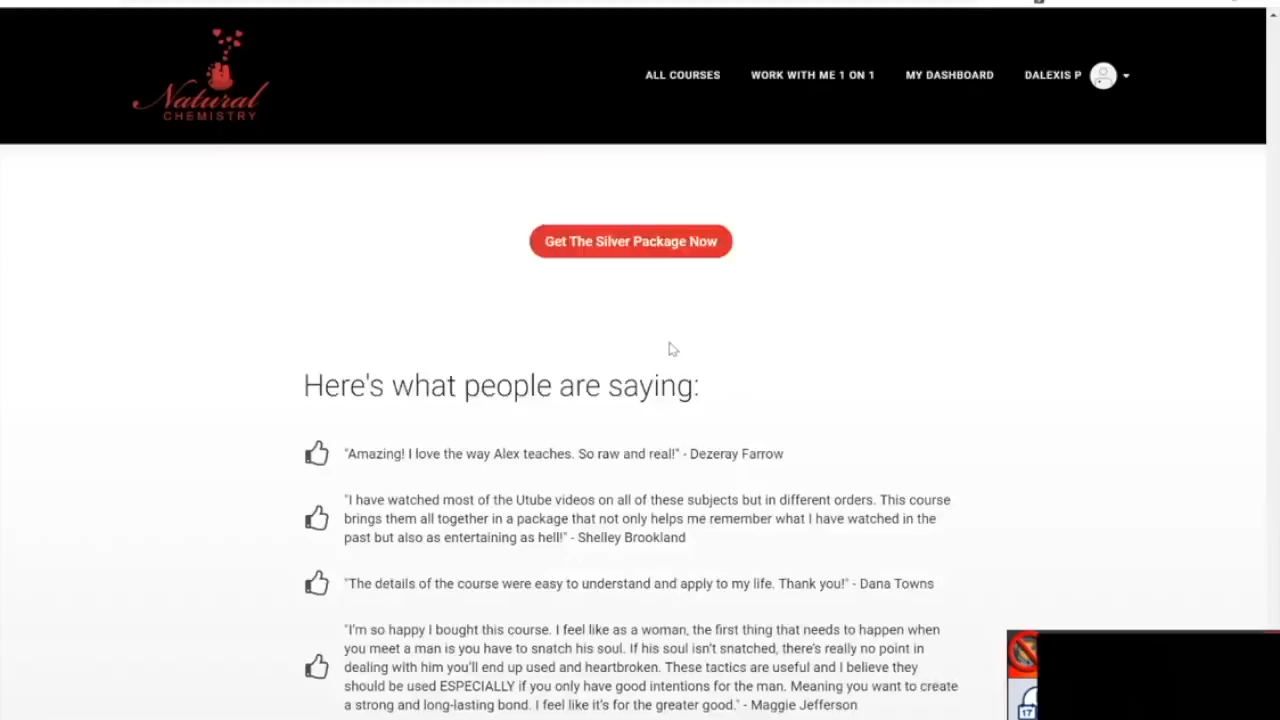 Natural
CHEMISTRY
ALL COURSES
WORK WITH ME 1 ON 1
MY DASHBOARD
DALEXIS P
Get The Silver Package Now
Here's what people are saying:
"Amazing! I love the way Alex teaches. So raw and real!" - Dezeray Farrow
"I have watched most of the Utube videos on all of these subjects but in different orders. This course
brings them all together in a package that not only helps me remember what I have watched in the
past but also as entertaining as hell!" - Shelley Brookland
"The details of the course were easy to understand and apply to my life. Thank you!" - Dana Towns
"I'm so happy I bought this course. I feel like as a woman, the first thing that needs to happen when
you meet a man is you have to snatch his soul. If his soul isn't snatched, there's really no point in
dealing with him you'll end up used and heartbroken. These tactics are useful and I believe they
should be used ESPECIALLY if you only have good intentions for the man. Meaning you want to create
a strong and long-lasting bond. I feel like it's for the greater good." - Maggie Jefferson
17